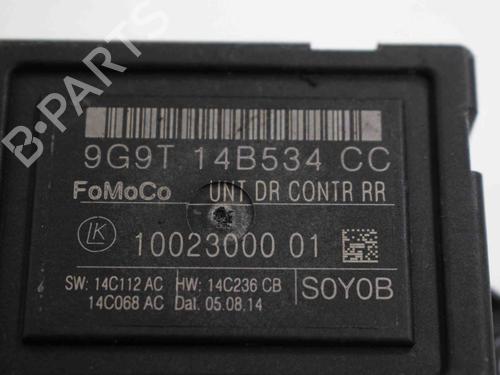 B-PARTS
9G9T 14B534 CC
FoMoCo UNT DR CONTR RR
LK 10023000 01
SW: 14C112 AC HW: 14C236 CB SOYOB
14C068 AC Dat. 05.08.14